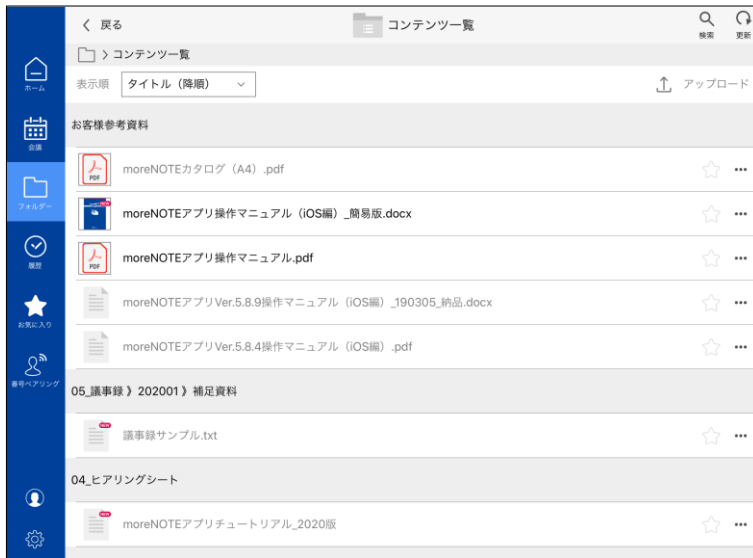 戻る
コンテンツ一覧
検索
更新
> コンテンツ一覧
表示順
タイトル（降順）
アップロード
ホーム
会議
フォルダー
履歴
お気に入り
番号ペアリング
お客様参考資料
PDF
moreNOTEカタログ（A4）.pdf
NEW
moreNOTEアプリ操作マニュアル（iOS編）_簡易版.docx
PDF
moreNOTEアプリ操作マニュアル.pdf
moreNOTEアプリVer.5.8.9操作マニュアル（iOS編）_190305_納品.docx
moreNOTEアプリVer.5.8.4操作マニュアル（iOS編）.pdf
05_議事録 》 202001 》 補足資料
NEW
議事録サンプル.txt
04_ヒアリングシート
NEW
moreNOTEアプリチュートリアル_2020版